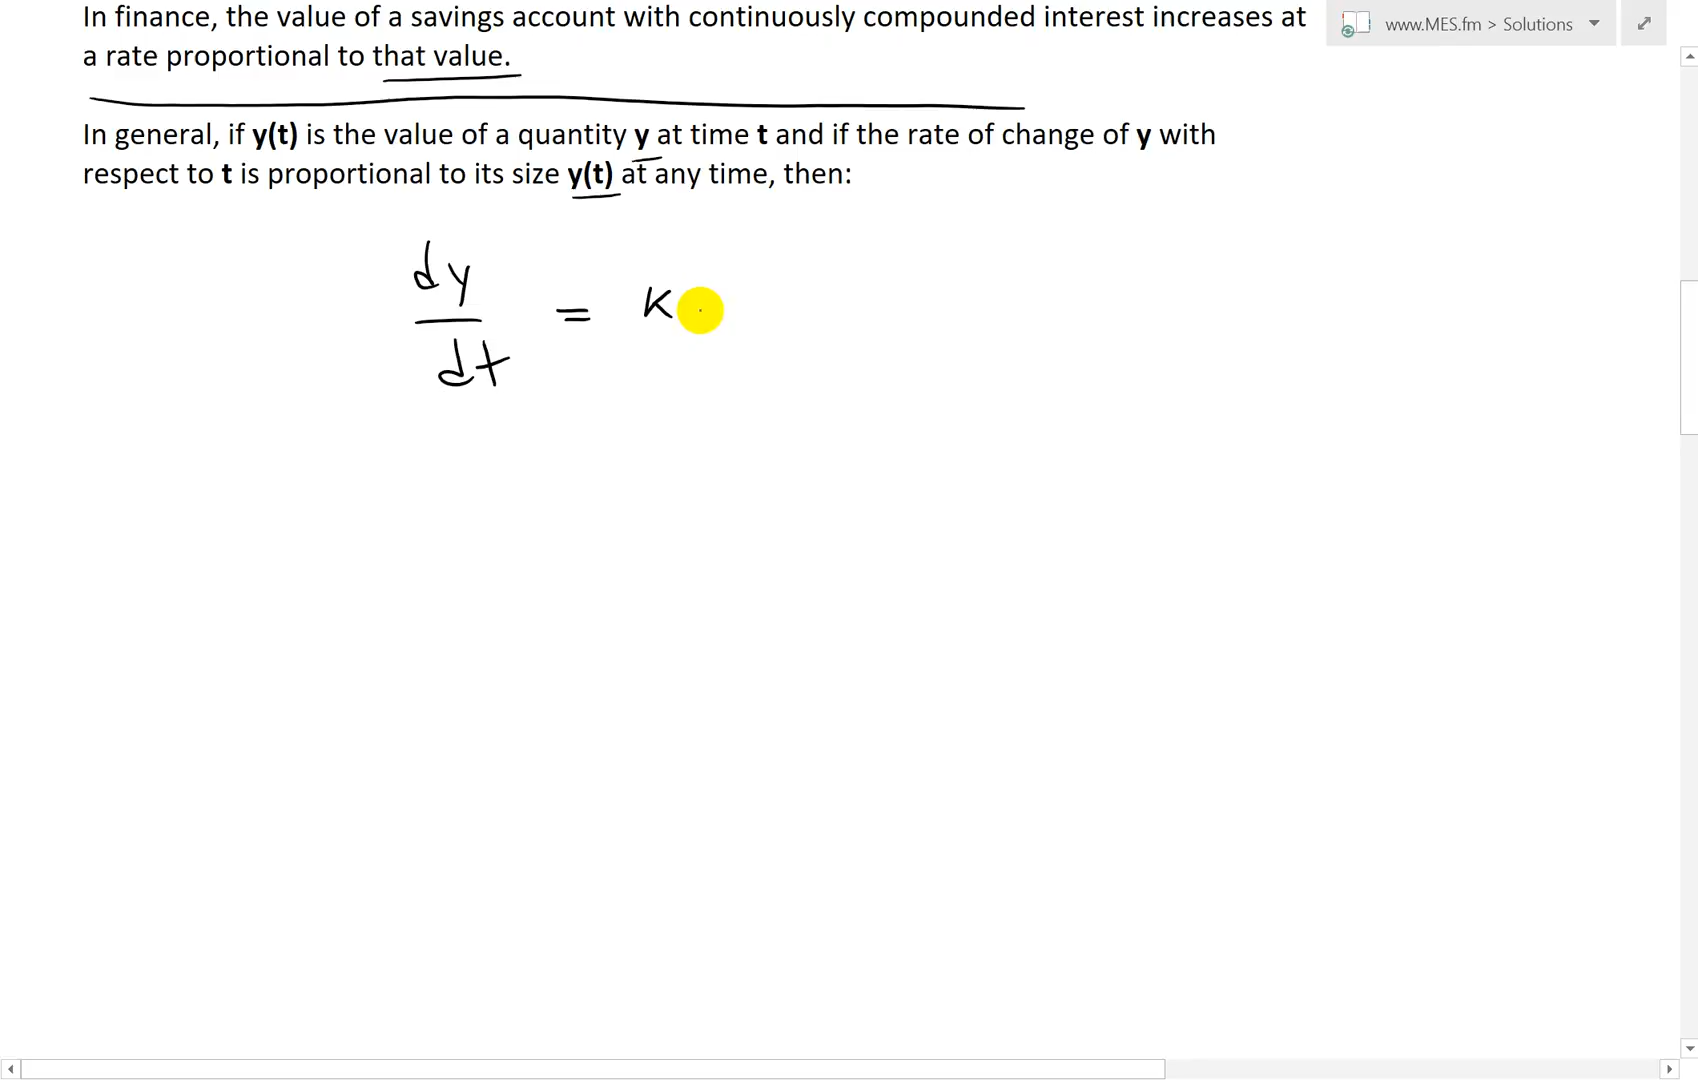 In finance, the value of a savings account with continuously compounded interest increases at
a rate proportional to that value.
www.MES.fm > Solutions
In general, if y(t) is the value of a quantity y at time t and if the rate of change of y with
respect to t is proportional to its size y(t) at any time, then:
dy
= K
dt